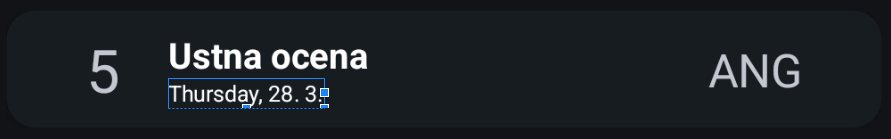 5
Ustna ocena
Thursday, 28. 3.
ANG